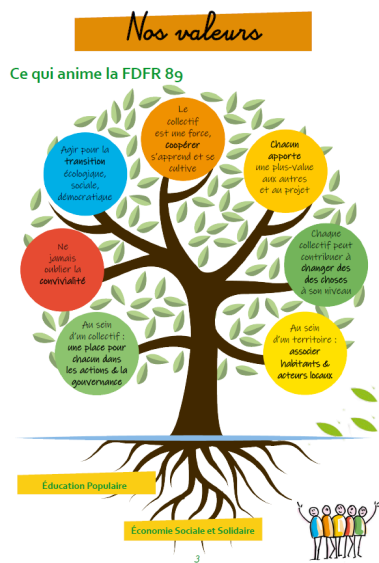 Nos valeurs
Ce qui anime la FDFR 89
Le
collectif
est une force,
coopérer
s'apprend et se
cultive
Agir pour la
transition
écologique,
sociale,
démocratique
Chacun
apporte
une plus-value
aux autres
et au projet
Ne
jamais
oublier la
convivialité
Chaque
collectif peut
contribuer à
changer des
des choses
à son niveau
Au sein
d'un collectif :
une place pour
chacun dans
les actions & la
gouvernance
Au sein
d'un territoire :
associer
habitants &
acteurs locaux
Éducation Populaire
Économie Sociale et Solidaire
3